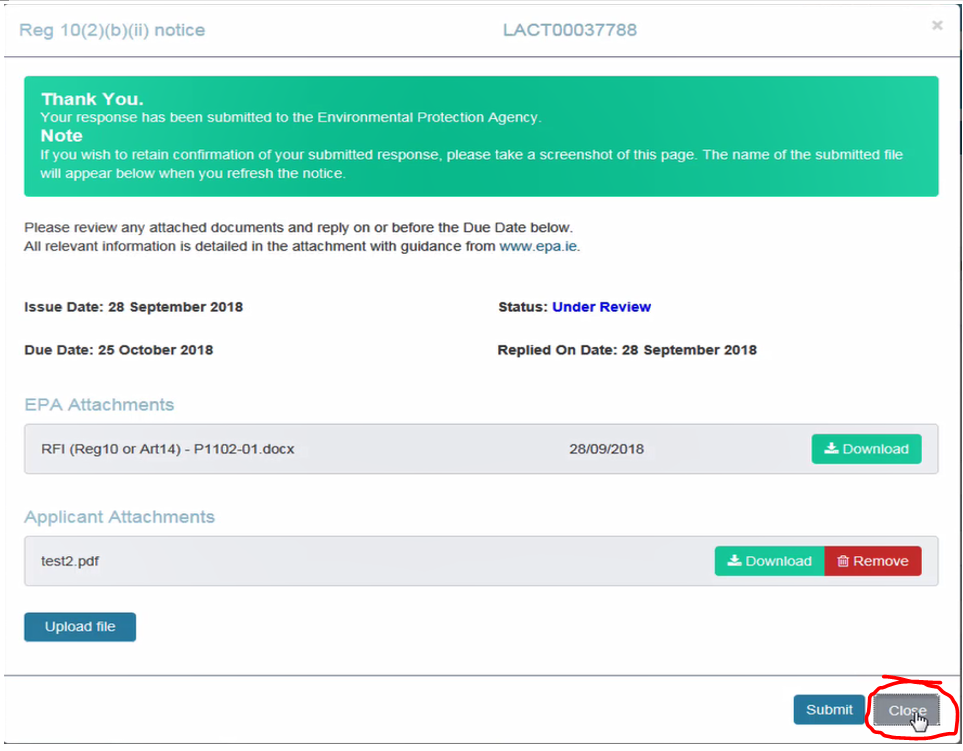 Reg 10(2)(b)(ii) notice LACT00037788 ×
Thank You.
Your response has been submitted to the Environmental Protection Agency.
Note
If you wish to retain confirmation of your submitted response, please take a screenshot of this page. The name of the submitted file
will appear below when you refresh the notice.
Please review any attached documents and reply on or before the Due Date below.
All relevant information is detailed in the attachment with guidance from www.epa.ie.
Issue Date: 28 September 2018 Status: Under Review
Due Date: 25 October 2018 Replied On Date: 28 September 2018
EPA Attachments
RFI (Reg10 or Art14) - P1102-01.docx 28/09/2018 Download
Applicant Attachments
test2.pdf Download Remove
Upload file
Submit Close